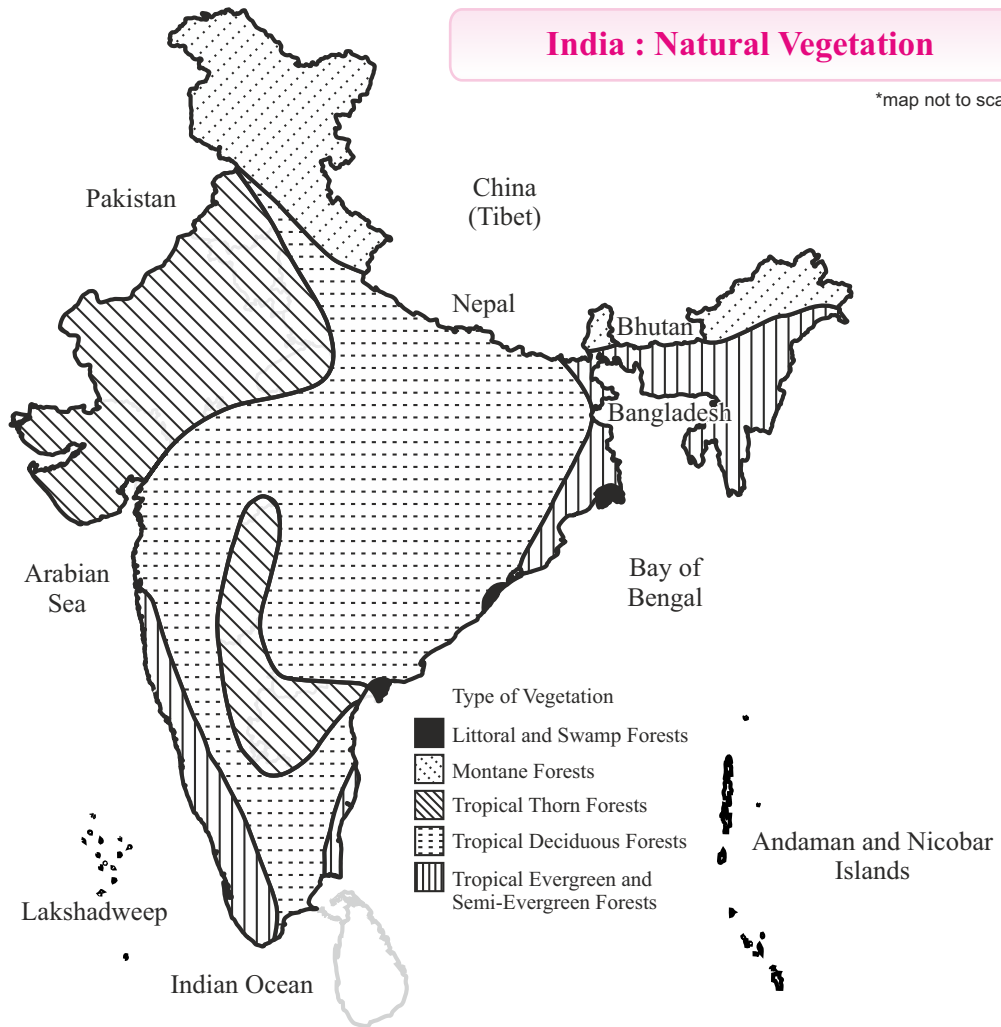 India : Natural Vegetation
*map not to sca
Pakistan
China
(Tibet)
Nepal
Bhutan
Bangladesh
Arabian
Sea
Bay of
Bengal
Type of Vegetation
Littoral and Swamp Forests
Montane Forests
Tropical Thorn Forests
Tropical Deciduous Forests
Tropical Evergreen and
Semi-Evergreen Forests
Andaman and Nicobar
Islands
Lakshadweep
Indian Ocean